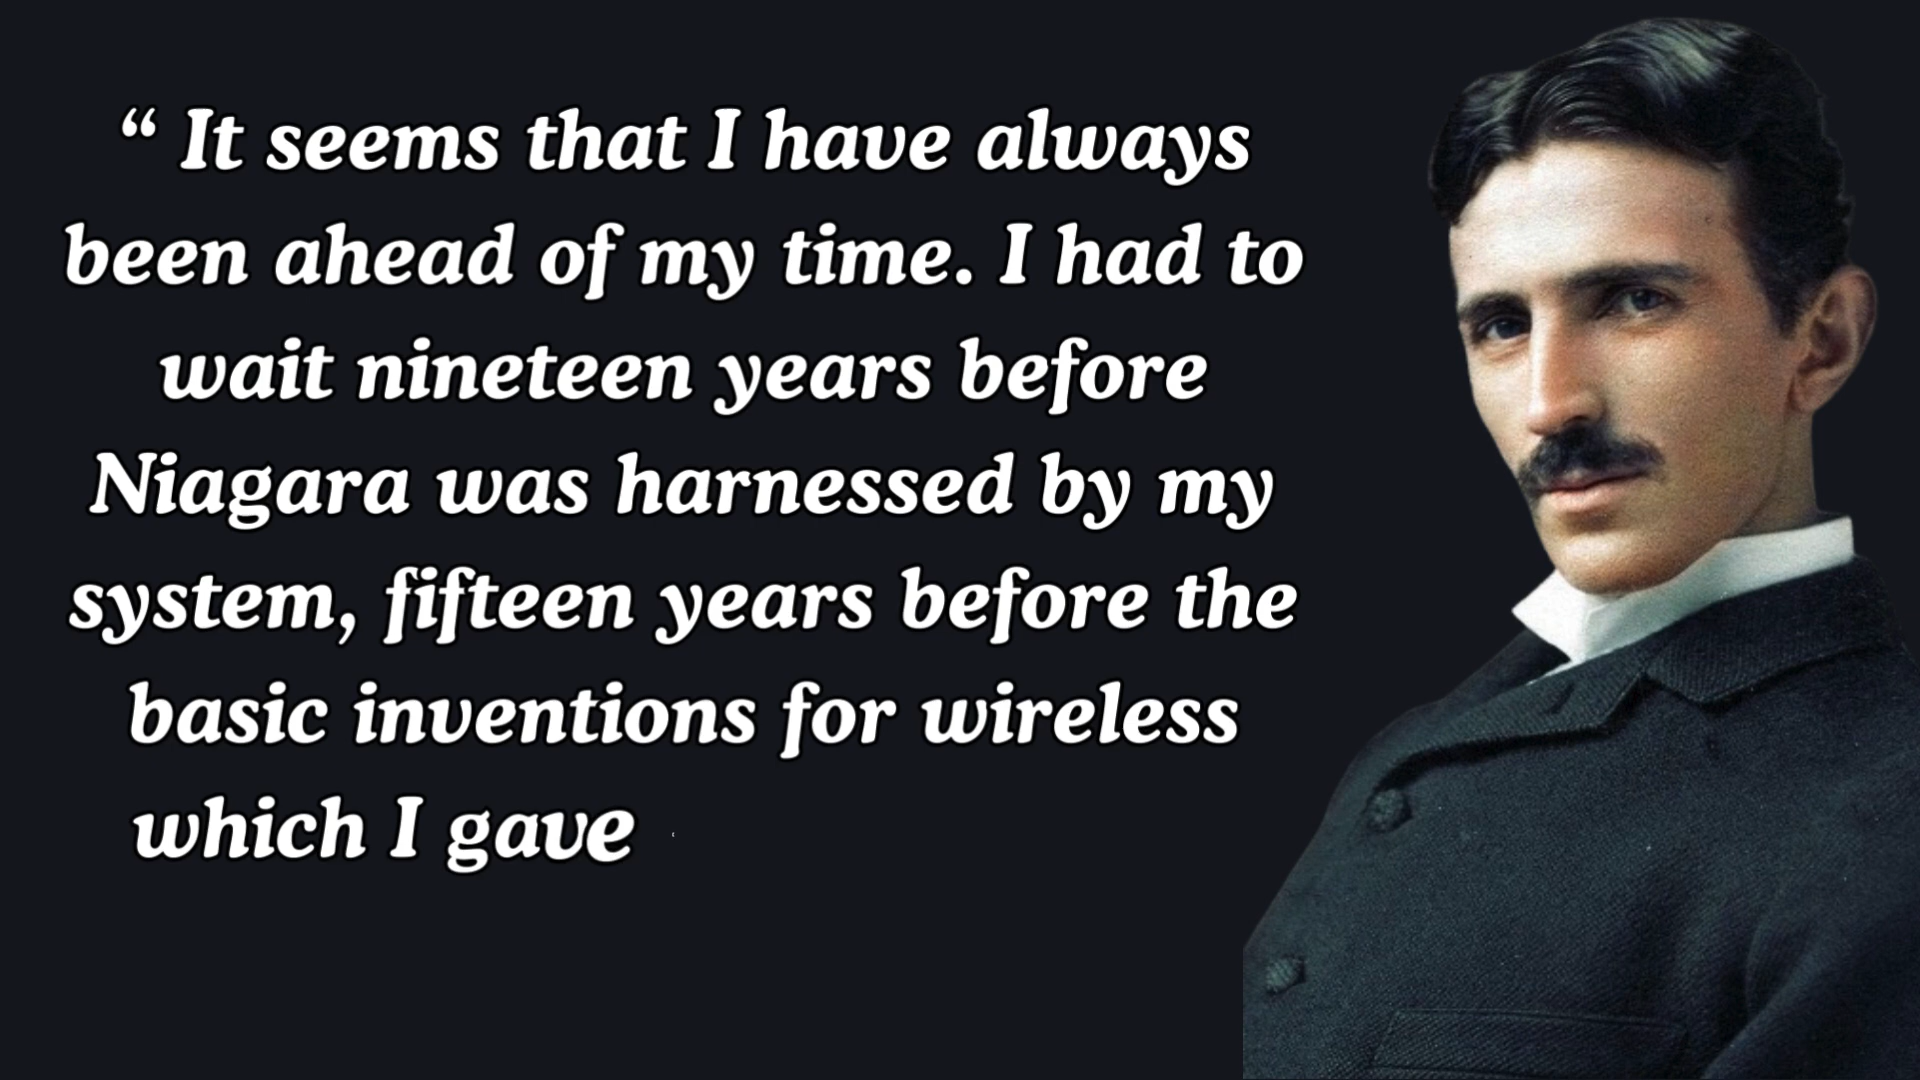 “ It seems that I have always
been ahead of my time. I had to
wait nineteen years before
Niagara was harnessed by my
system, fifteen years before the
basic inventions for wireless
which I gave